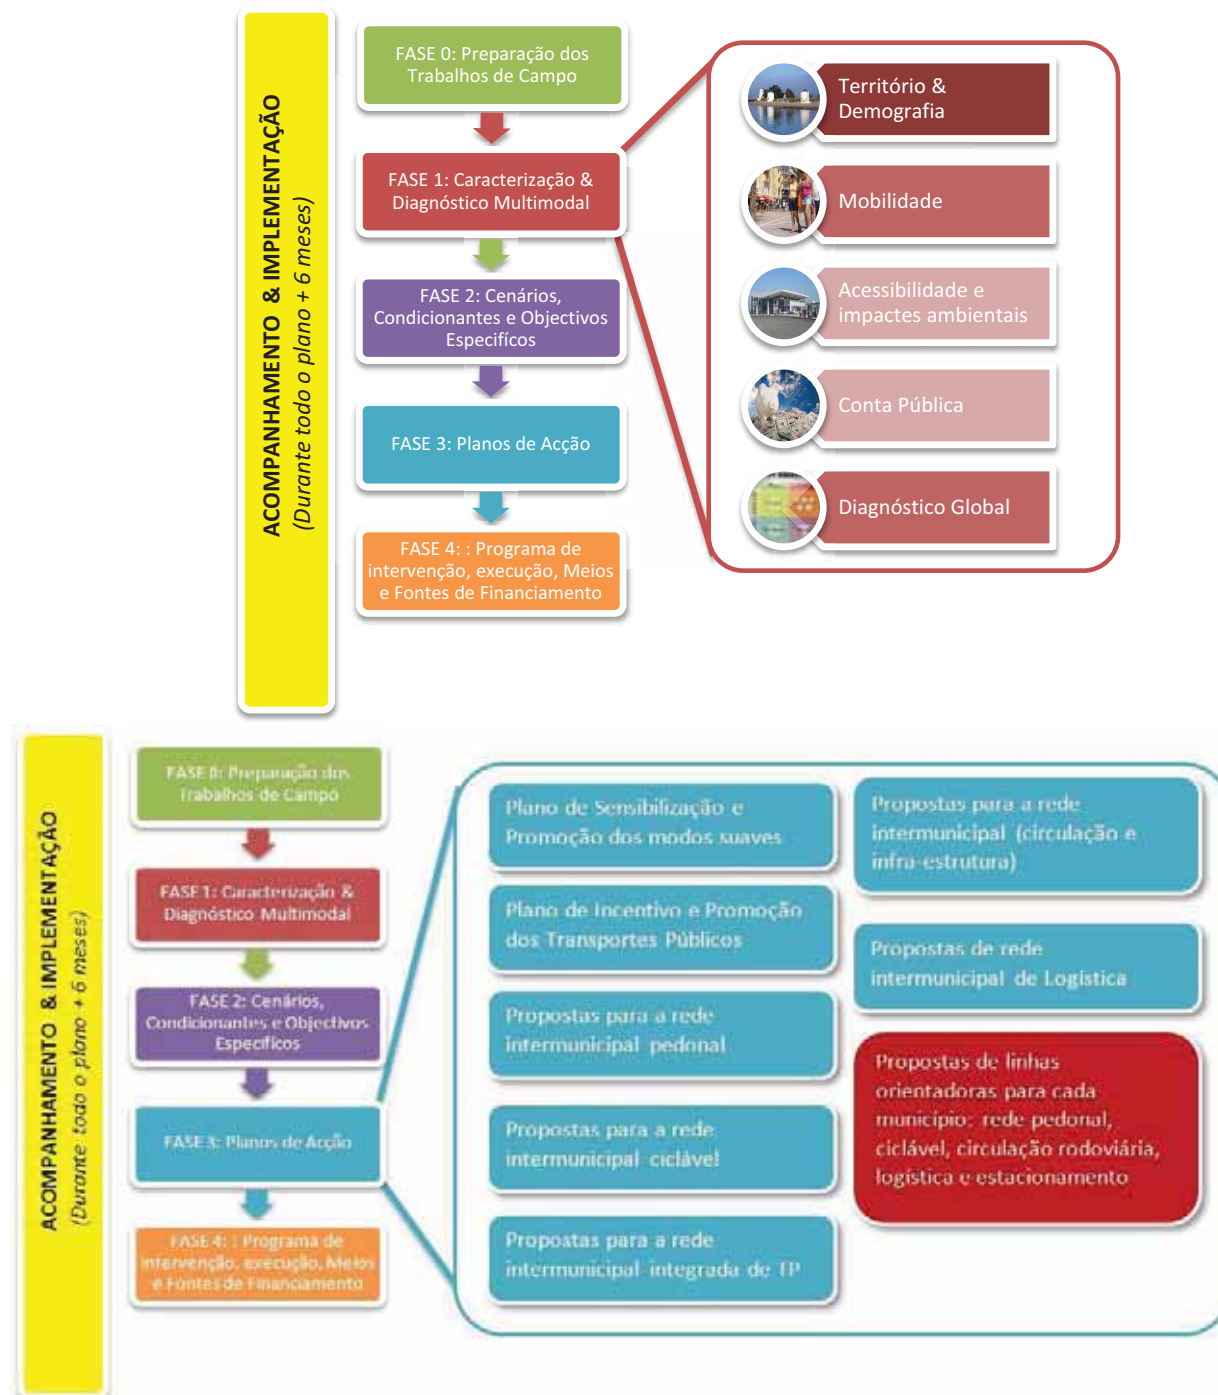 ACOMPANHAMENTO & IMPLEMENTAÇÃO
(Durante todo o plano + 6 meses)
FASE 0: Preparação dos
Trabalhos de Campo
FASE 1: Caracterização &
Diagnóstico Multimodal
FASE 2: Cenários,
Condicionantes e Objectivos
Específícos
FASE 3: Planos de Acção
FASE 4: : Programa de
intervenção, execução, Meios
e Fontes de Financiamento
Território &
Demografia
Mobilidade
Acessibilidade e
impactes ambientais
Conta Pública
Diagnóstico Global
ACOMPANHAMENTO & IMPLEMENTAÇÃO
(Durante todo o plano + 6 meses)
FASE 0: Preparação dos
Trabalhos de Campo
FASE 1: Caracterização &
Diagnóstico Multimodal
FASE 2: Cenários,
Condicionantes e Objectivos
Específícos
FASE 3: Planos de Acção
FASE 4: : Programa de
intervenção, execução, Meios
e Fontes de Financiamento
Plano de Sensibilização e
Promoção dos modos suaves
Plano de Incentivo e Promoção
dos Transportes Públicos
Propostas para a rede
intermunicipal pedonal
Propostas para a rede
intermunicipal ciclável
Propostas para a rede
intermunicipal integrada de TP
Propostas para a rede
intermunicipal (circulação e
infra-estrutura)
Propostas de rede
intermunicipal de Logística
Propostas de linhas
orientadoras para cada
município: rede pedonal,
ciclável, circulação rodoviária,
logística e estacionamento